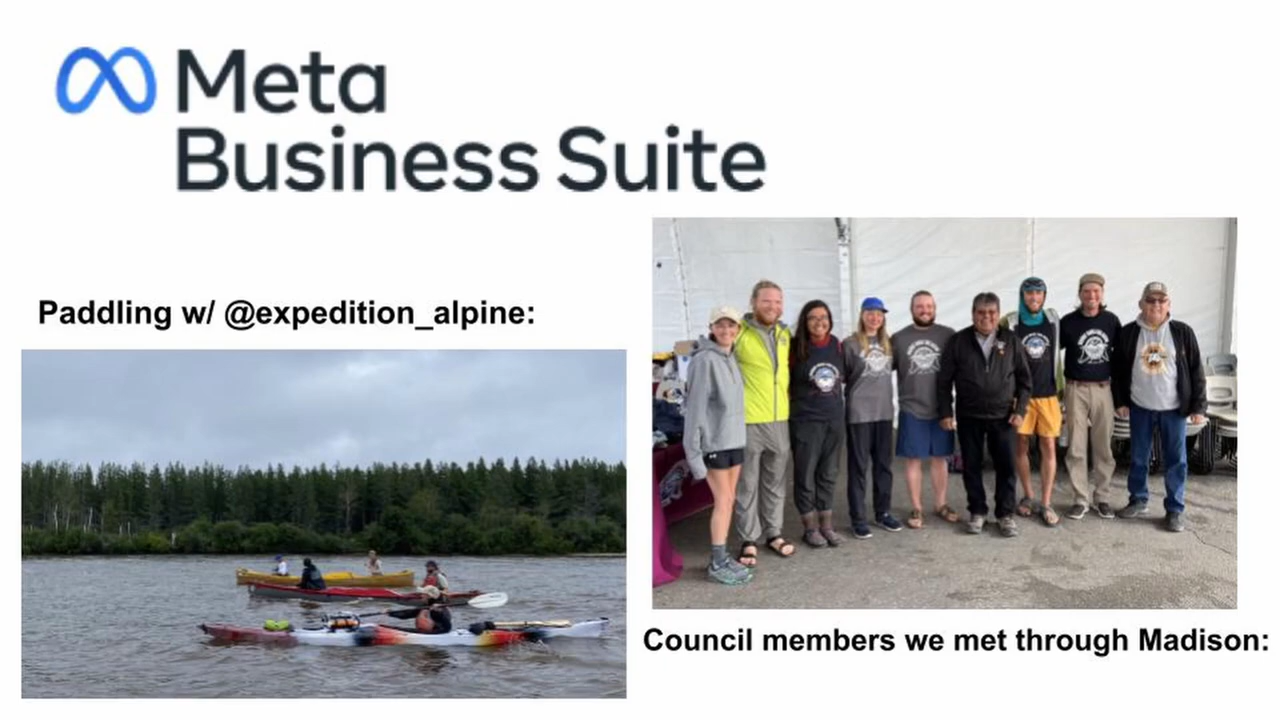 Meta
Business Suite
Paddling w/ @expedition_alpine:
Council members we met through Madison: